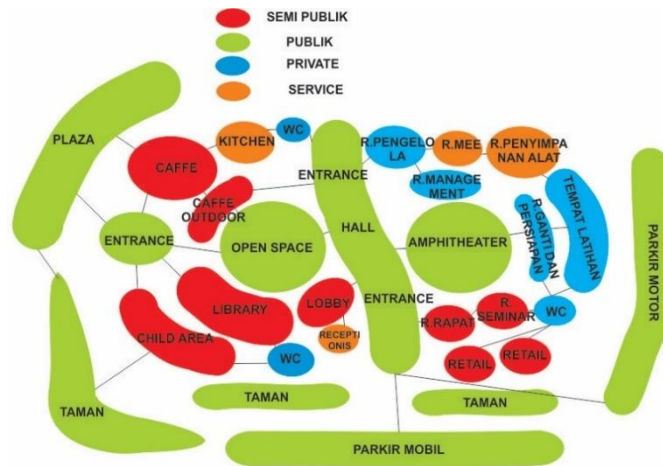 SEMI PUBLIK
PUBLIK
PRIVATE
SERVICE
PLAZA
CAFFE
KITCHEN
WC
CAFFE
OUTDOOR
ENTRANCE
OPEN SPACE
LIBRARY
CHILD AREA
WC
TAMAN
TAMAN
LOBBY
RECEPTI
ONIS
ENTRANCE
HALL
ENTRANCE
R.PENGELO
LA
R.MEE
R.PENYIMPA
NAN ALAT
R.MANAGE
MENT
AMPHITHEATER
R.GANTI DAN
PERSIAPAN
TEMPAT LATIHAN
WC
R.RAPAT
R.
SEMINAR
RETAIL
RETAIL
TAMAN
PARKIR MOTOR
PARKIR MOBIL